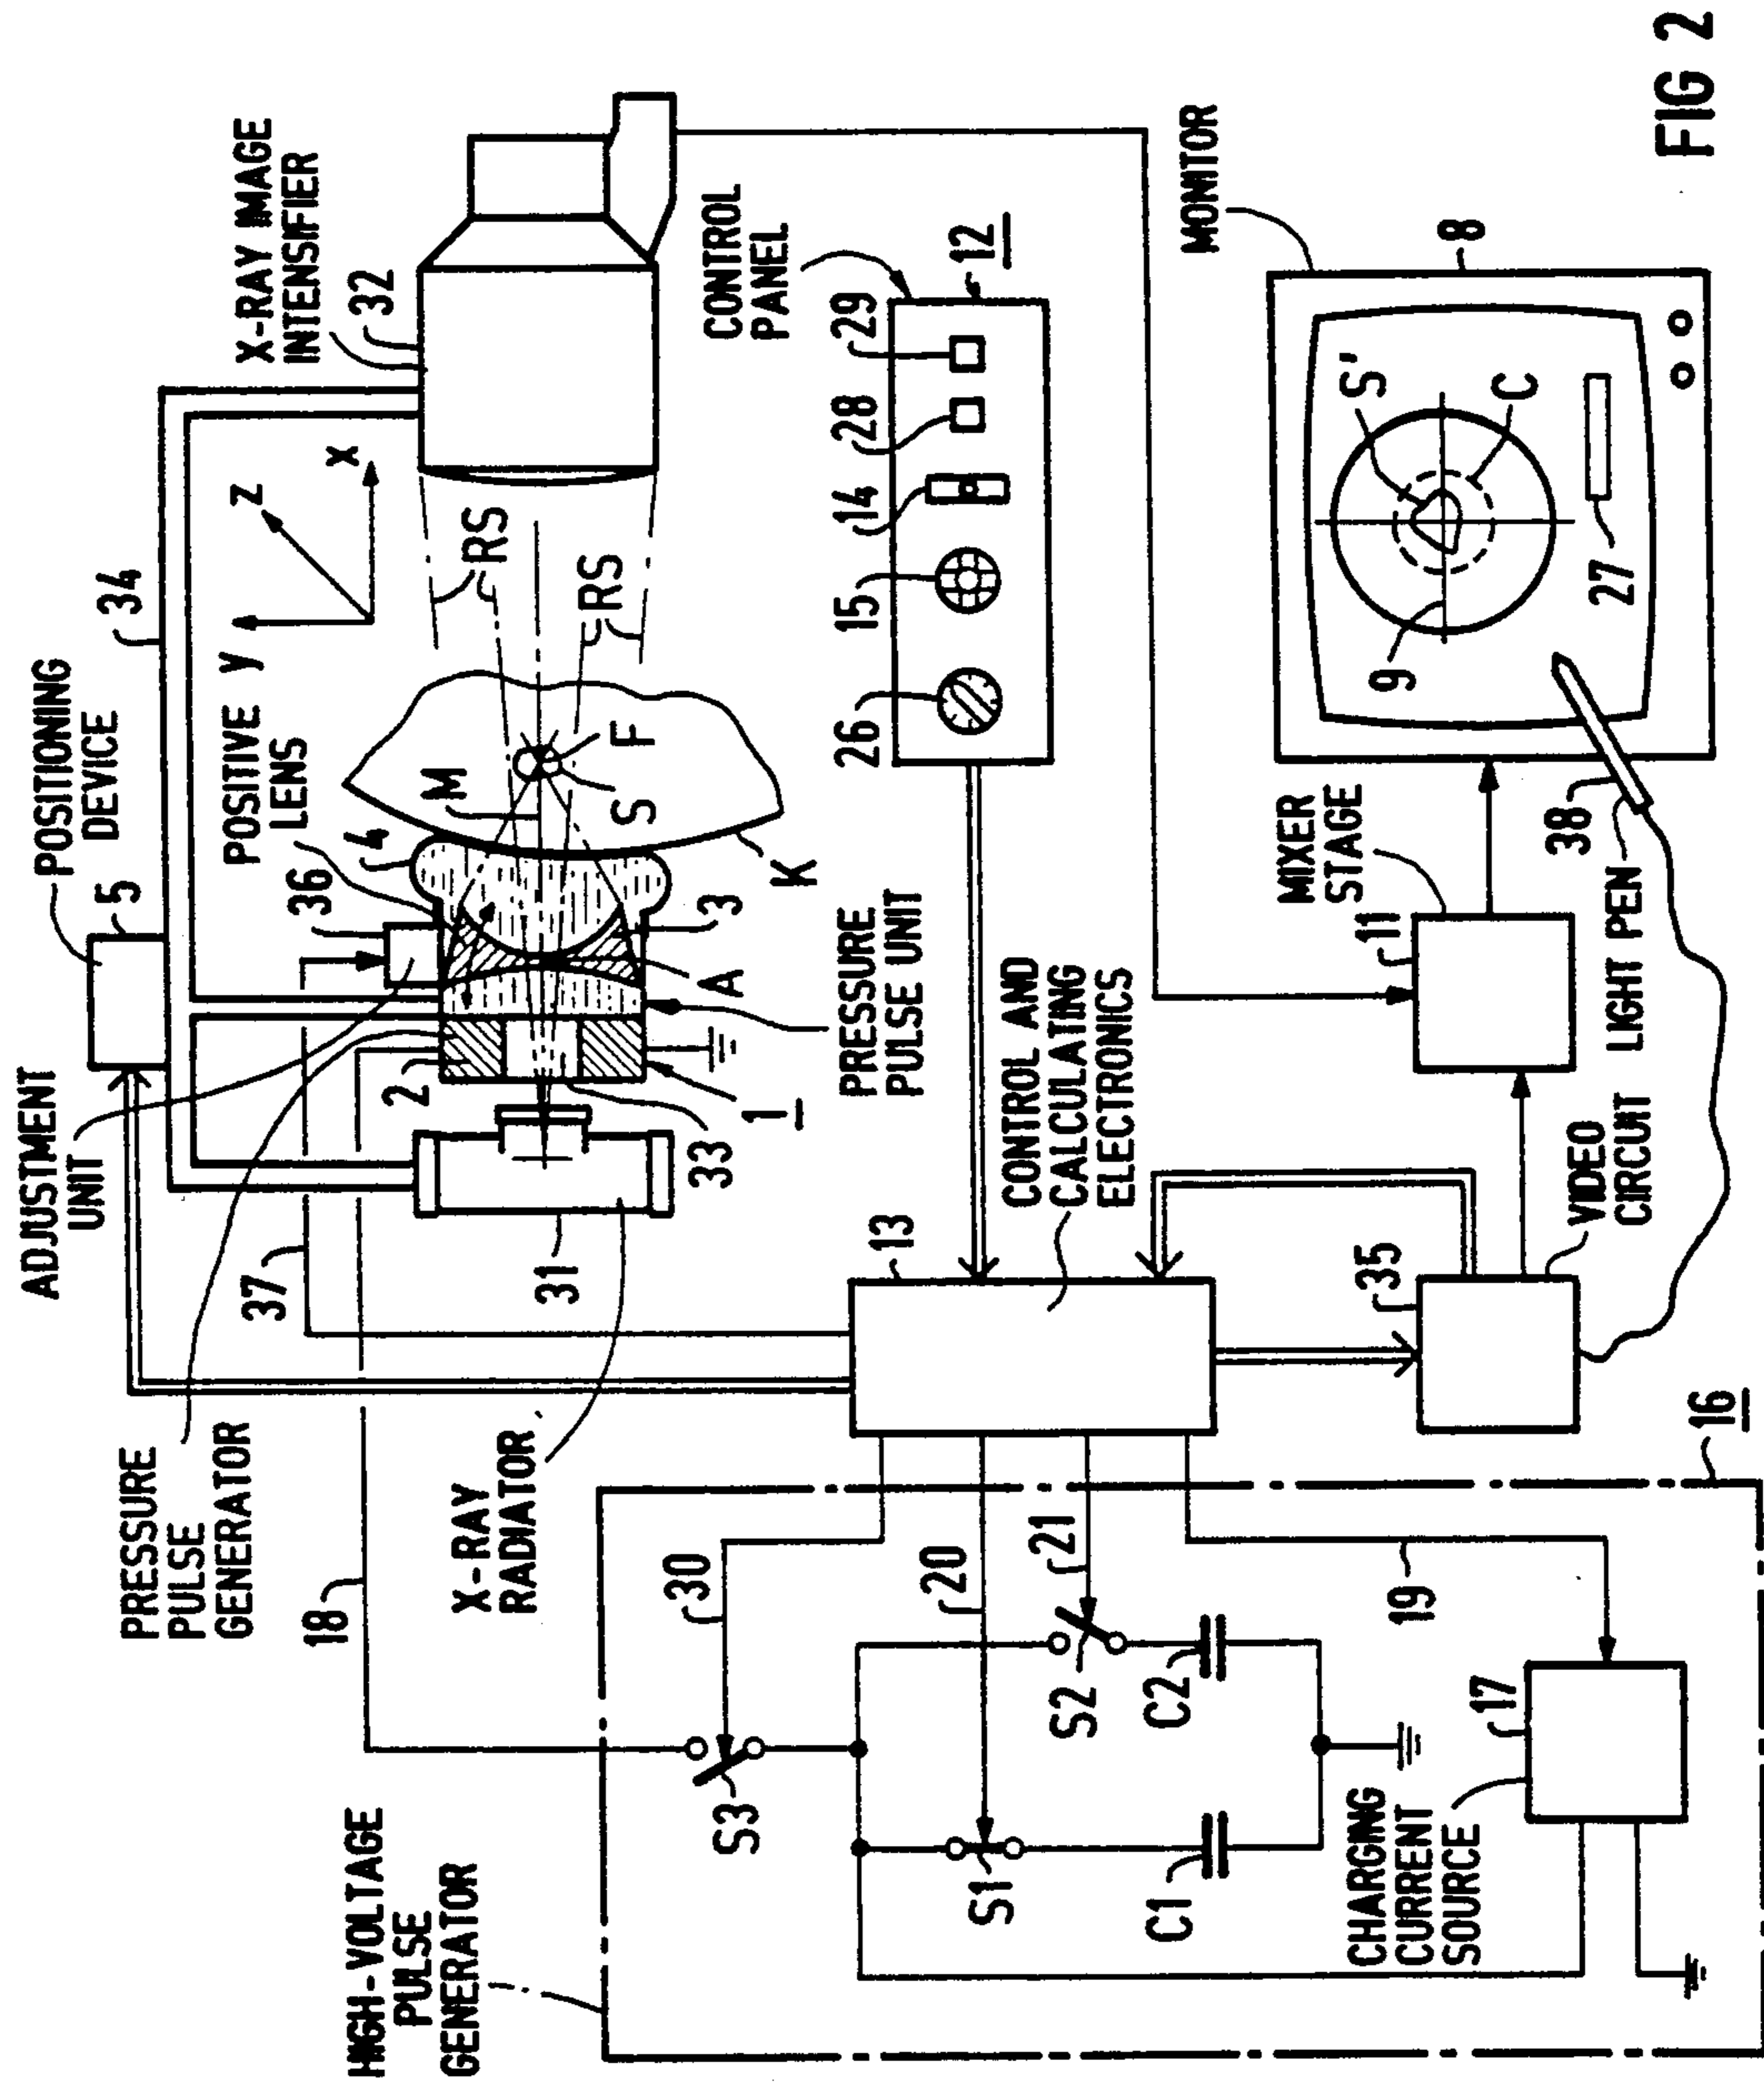 POSITIONING
DEVICE
5
34
X-RAY IMAGE
INTENSIFIER
32
y
z
x
ADJUSTMENT
UNIT
36
POSITIVE
LENS
4
M
RS
RS
37
PRESSURE
PULSE
GENERATOR
18
2
X-RAY
RADIATOR
31
33
1
A
3
K
S
F
PRESSURE
PULSE UNIT
CONTROL
PANEL
26
15
14
28
29
12
HIGH-VOLTAGE
PULSE
GENERATOR
S3
30
13
CONTROL AND
CALCULATING
ELECTRONICS
S1
20
S2
21
C1
C2
19
CHARGING
CURRENT
SOURCE
17
16
35
VIDEO
CIRCUIT
11
MIXER
STAGE
LIGHT PEN
38
MONITOR
8
9
S'
C
27
FIG 2